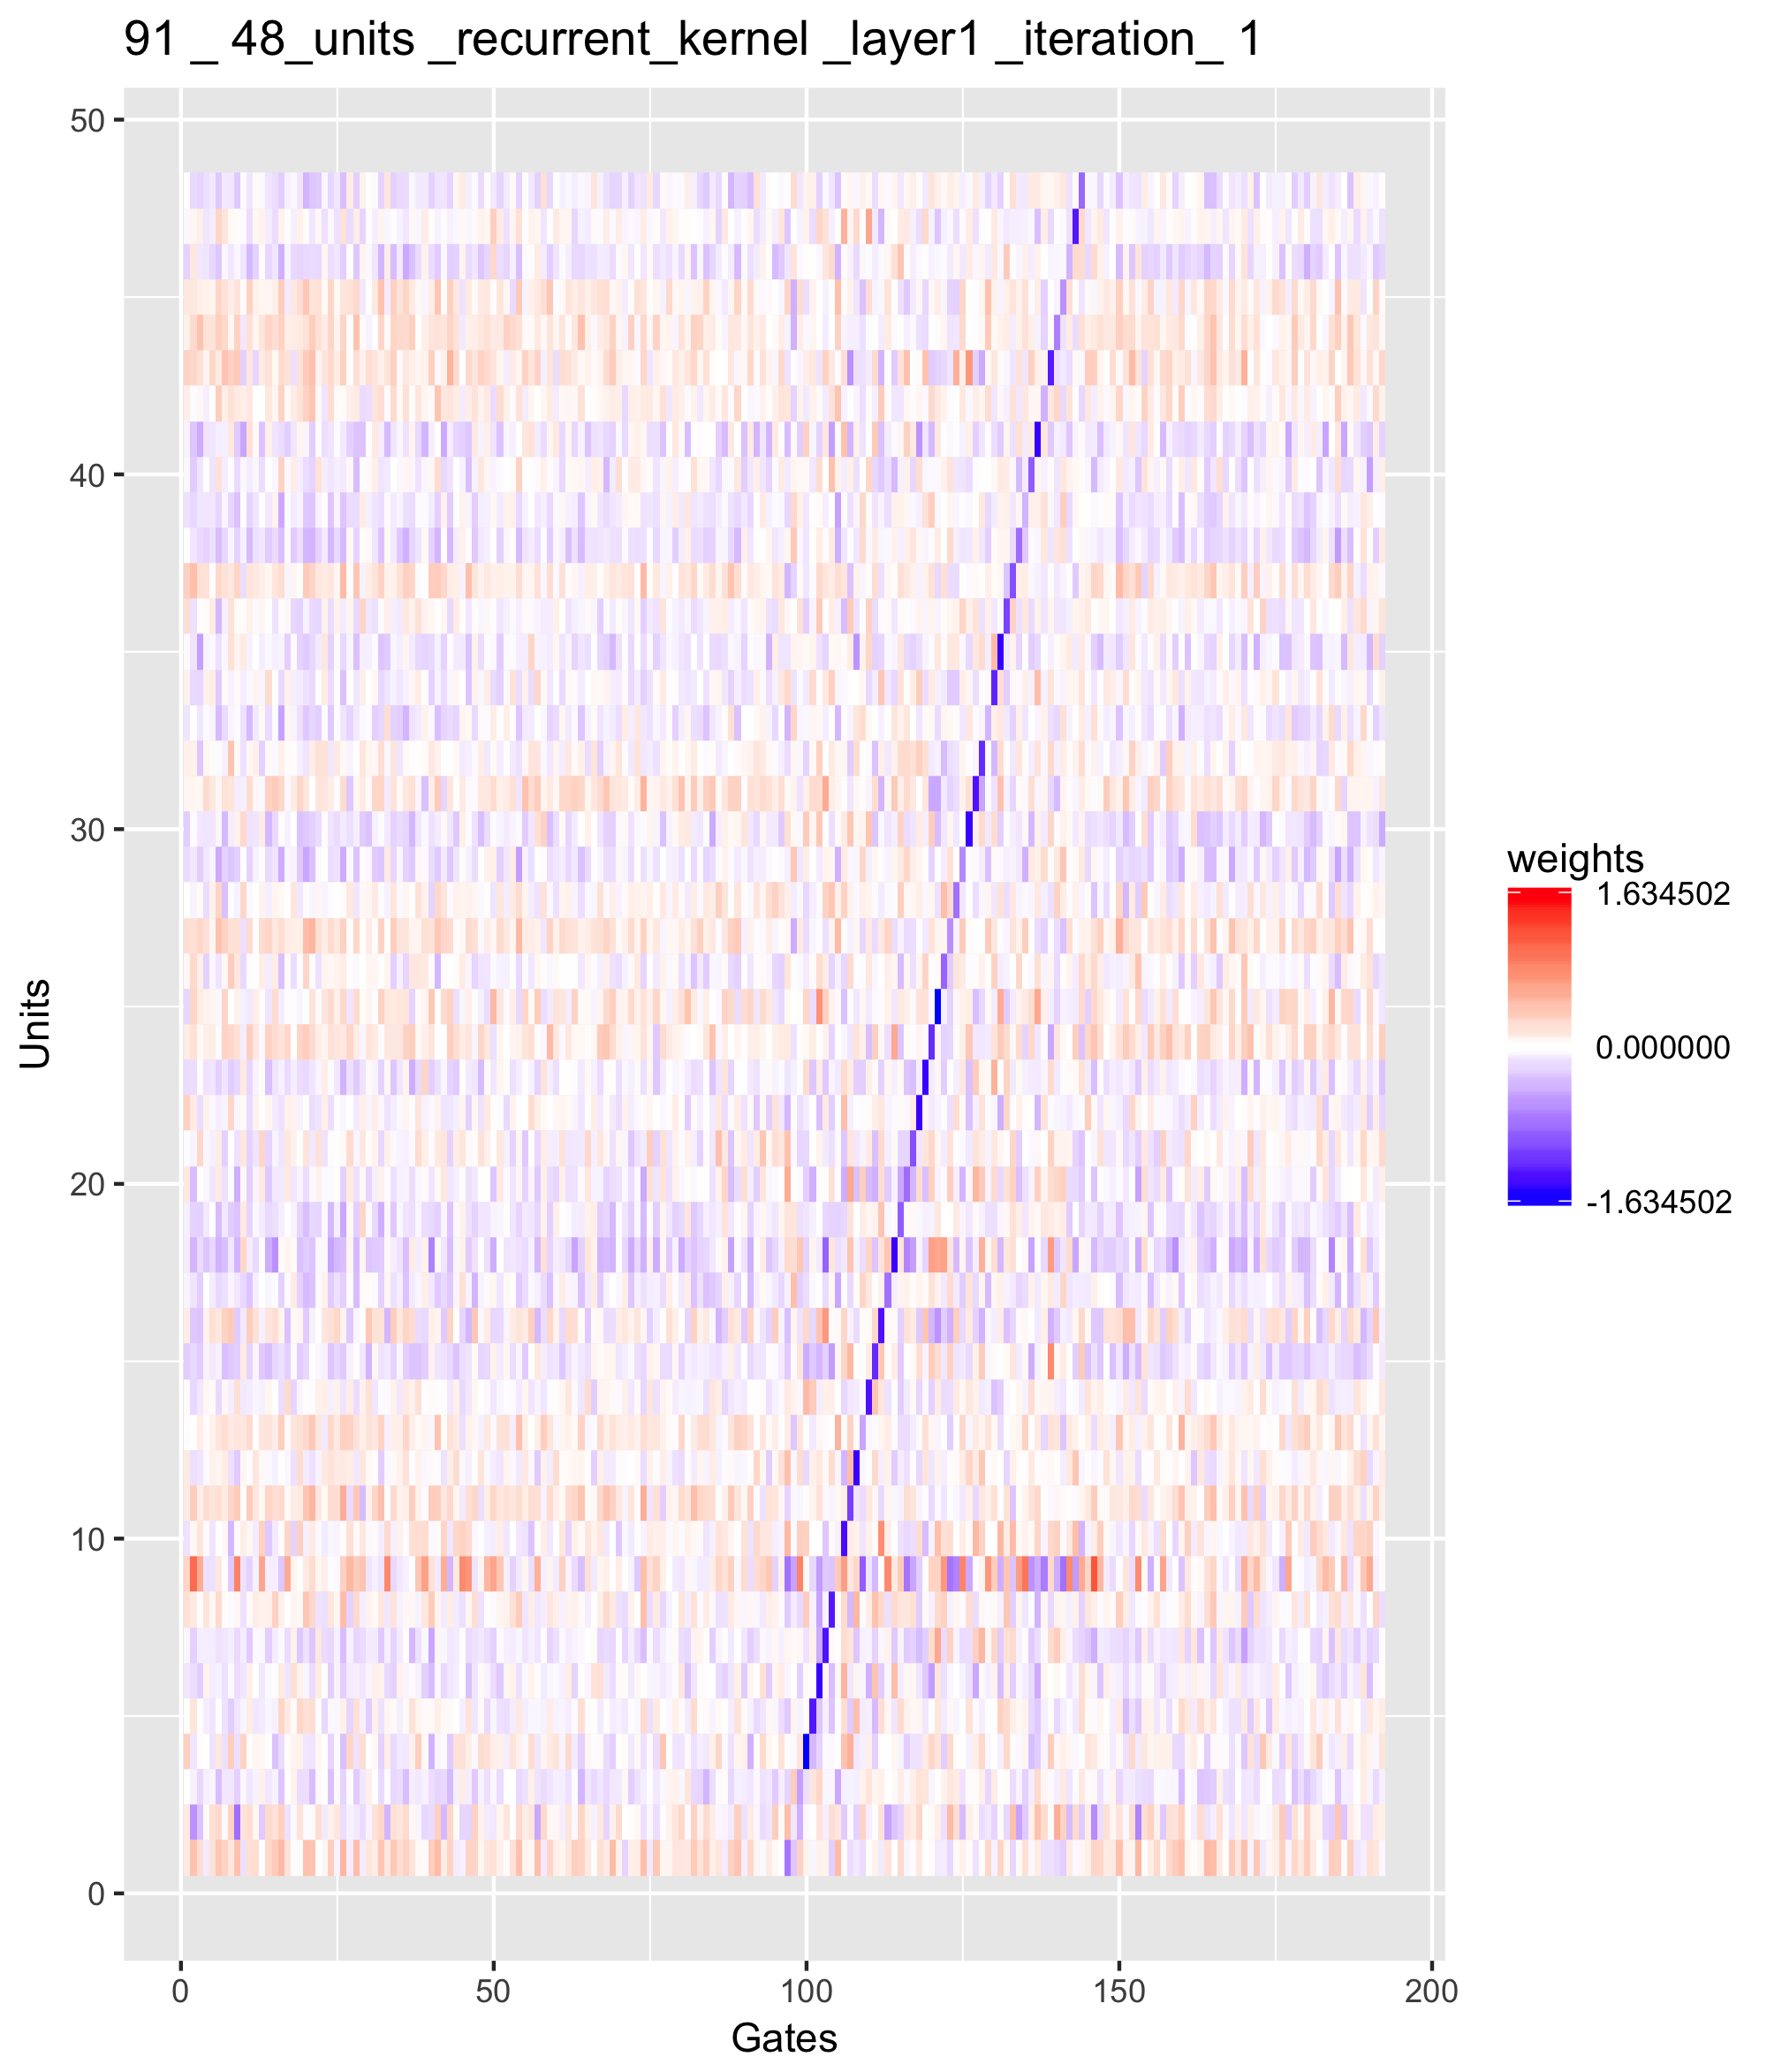 91 _ 48_units _recurrent_kernel _layer1 _iteration_ 1
50
40
30
20
10
0
Units
0 50 100 150 200
Gates
weights
1.634502
0.000000
-1.634502